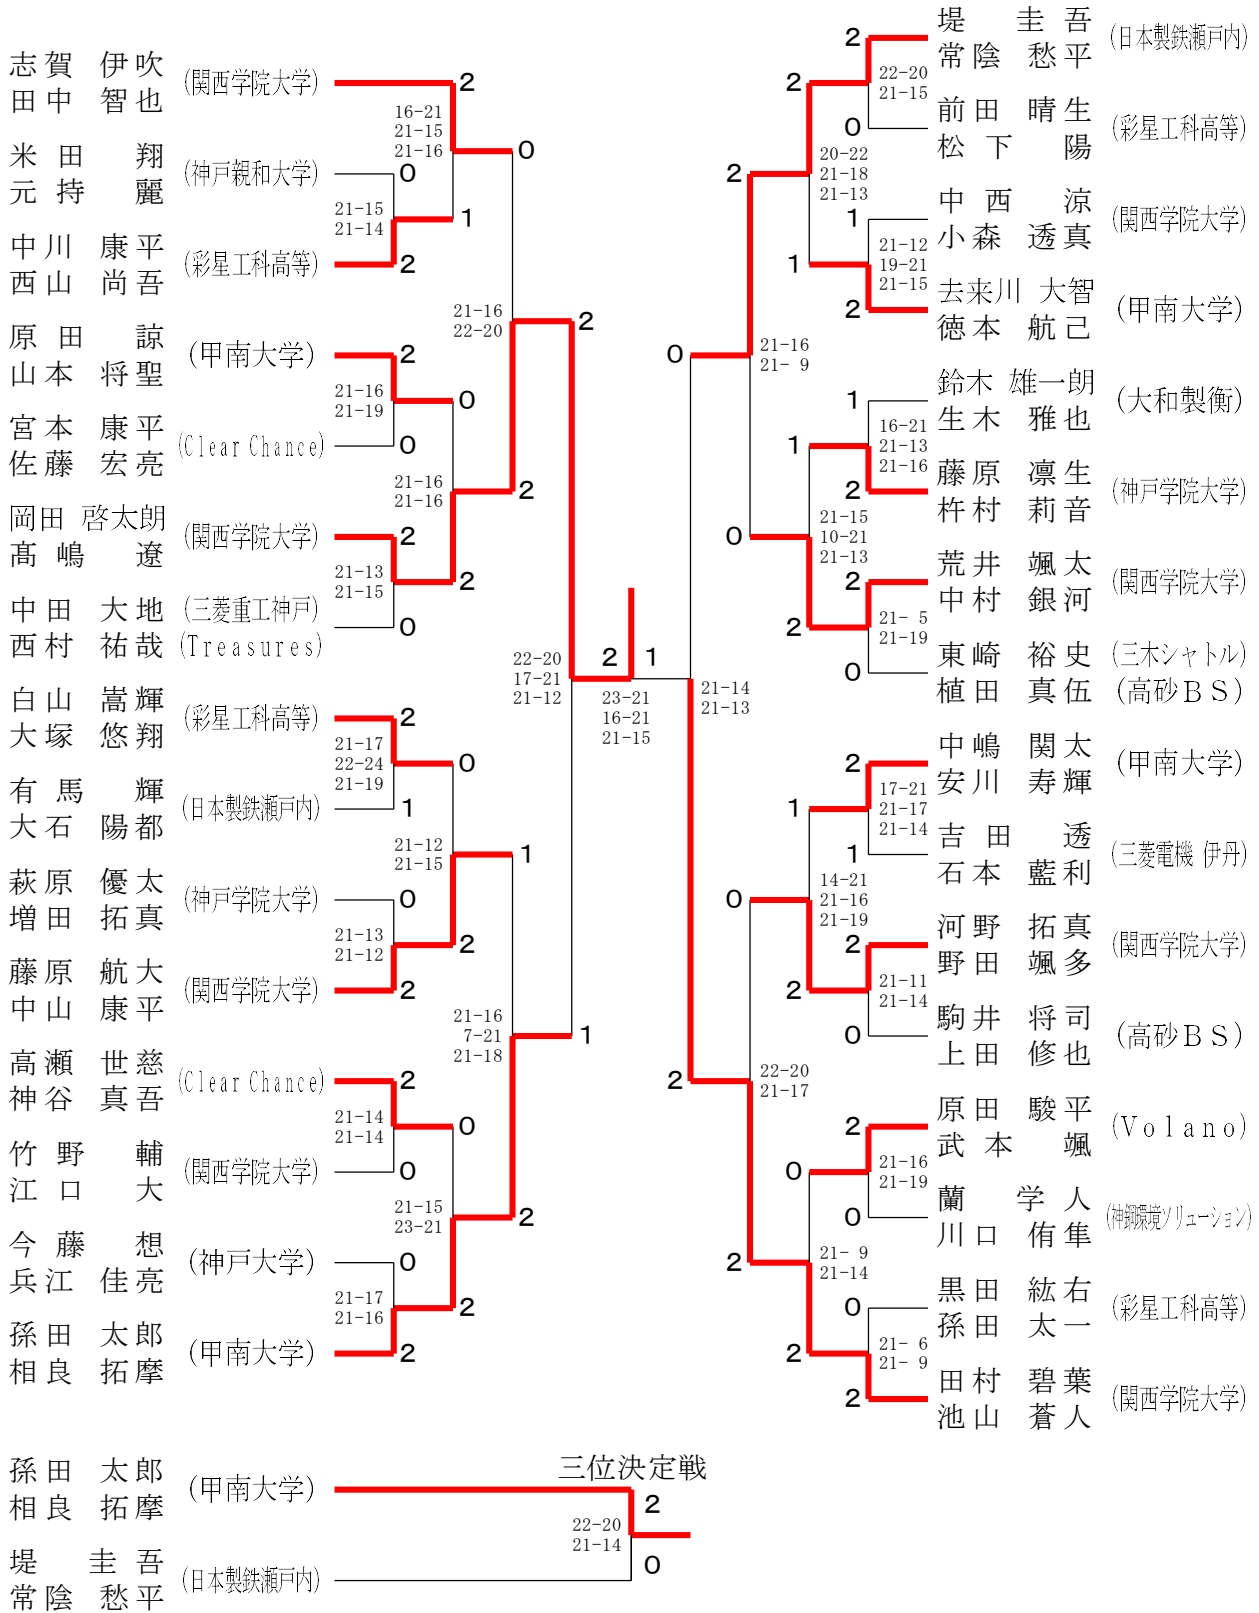 志賀 伊吹 (関西学院大学)
田中 智也
2
16-21
21-15
21-16
0
米田 翔 (神戸親和大学)
元持 麗
0
21-15
21-14
1
中川 康平 (彩星工科高等)
西山 尚吾
2
21-16
22-20
2
原田 諒 (甲南大学)
山本 将聖
2
21-16
21-19
0
宮本 康平 (Clear Chance)
佐藤 宏亮
0
21-16
21-16
2
岡田 啓太朗 (関西学院大学)
髙嶋 遼
2
21-13
21-15
2
中田 大地 (三菱重工神戸)
西村 祐哉 (Treasures)
0
22-20
17-21
21-12
白山 嵩輝 (彩星工科高等)
大塚 悠翔
2
21-17
22-24
21-19
0
有馬 輝 (日本製鉄瀬戸内)
大石 陽都
1
21-12
21-15
1
萩原 優太 (神戸学院大学)
増田 拓真
0
21-13
21-12
2
藤原 航大 (関西学院大学)
中山 康平
2
21-16
7-21
21-18
1
高瀬 世慈 (Clear Chance)
神谷 真吾
2
21-14
21-14
0
竹野 輔 (関西学院大学)
江口 大
0
21-15
23-21
2
今藤 想 (神戸大学)
兵江 佳亮
0
21-17
21-16
2
孫田 太郎 (甲南大学)
相良 拓摩
2
2 1
23-21
16-21
21-15
堤 圭吾 (日本製鉄瀬戸内)
常陰 愁平
2
22-20
21-15
2
前田 晴生 (彩星工科高等)
松下 陽
0
20-22
21-18
21-13
2
中西 涼 (関西学院大学)
小森 透真
1
21-12
19-21
21-15
1
去来川 大智 (甲南大学)
徳本 航己
2
21-16
21- 9
0
鈴木 雄一朗 (大和製衡)
生木 雅也
1
16-21
21-13
21-16
1
藤原 凛生 (神戸学院大学)
杵村 莉音
2
21-15
10-21
21-13
0
荒井 颯太 (関西学院大学)
中村 銀河
2
21- 5
21-19
2
東崎 裕史 (三木シャトル)
植田 真伍 (高砂BS)
0
21-14
21-13
中嶋 関太 (甲南大学)
安川 寿輝
2
17-21
21-17
21-14
1
吉田 透 (三菱電機 伊丹)
石本 藍利
1
14-21
21-16
21-19
0
河野 拓真 (関西学院大学)
野田 颯多
2
21-11
21-14
2
駒井 将司 (高砂BS)
上田 修也
0
22-20
21-17
2
原田 駿平 (Volano)
武本 颯
2
21-16
21-19
0
蘭 学人 (神鋼環境ソリューション)
川口 侑隼
0
21- 9
21-14
2
黒田 紘右 (彩星工科高等)
孫田 太一
0
21- 6
21- 9
2
田村 碧葉 (関西学院大学)
池山 蒼人
2
三位決定戦
孫田 太郎 (甲南大学)
相良 拓摩
2
22-20
21-14
堤 圭吾 (日本製鉄瀬戸内)
常陰 愁平
0